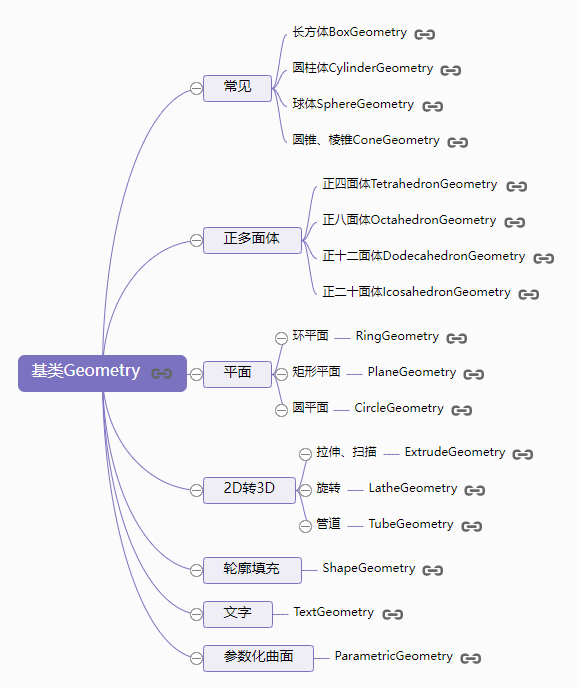 基类Geometry
常见
长方体BoxGeometry
圆柱体CylinderGeometry
球体SphereGeometry
圆锥、棱锥ConeGeometry
正多面体
正四面体TetrahedronGeometry
正八面体OctahedronGeometry
正十二面体DodecahedronGeometry
正二十面体IcosahedronGeometry
平面
环平面 RingGeometry
矩形平面 PlaneGeometry
圆平面 CircleGeometry
2D转3D
拉伸、扫描 ExtrudeGeometry
旋转 LatheGeometry
管道 TubeGeometry
轮廓填充 ShapeGeometry
文字 TextGeometry
参数化曲面 ParametricGeometry